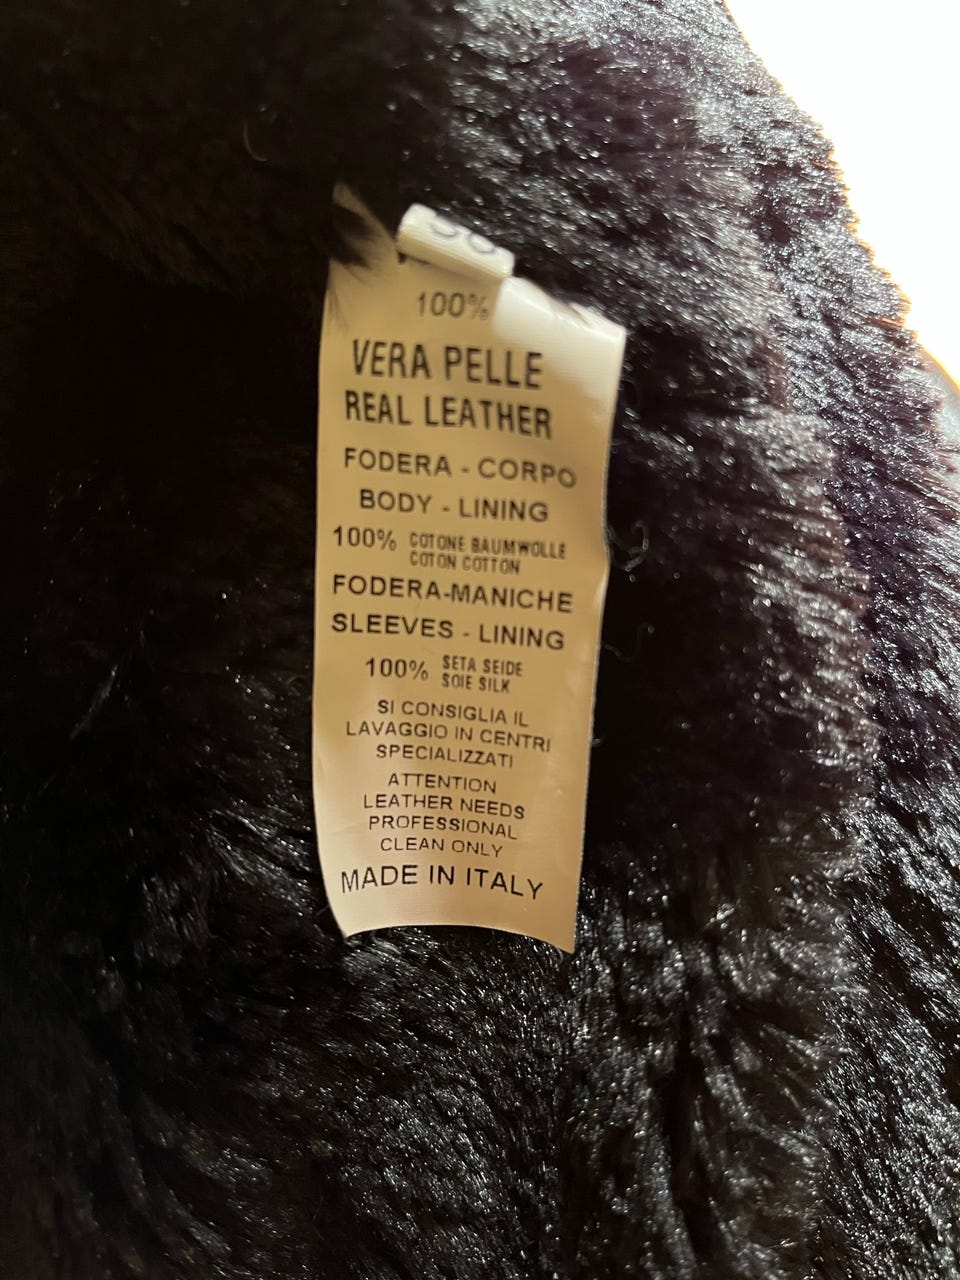 100%
VERA PELLE
REAL LEATHER
FODERA - CORPO
BODY - LINING
100% COTONE BAUMWOLLE
COTON COTTON
FODERA-MANICHE
SLEEVES - LINING
100% SETA SEIDE
SOIE SILK
SI CONSIGLIA IL
LAVAGGIO IN CENTRI
SPECIALIZZATI
ATTENTION
LEATHER NEEDS
PROFESSIONAL
CLEAN ONLY
MADE IN ITALY